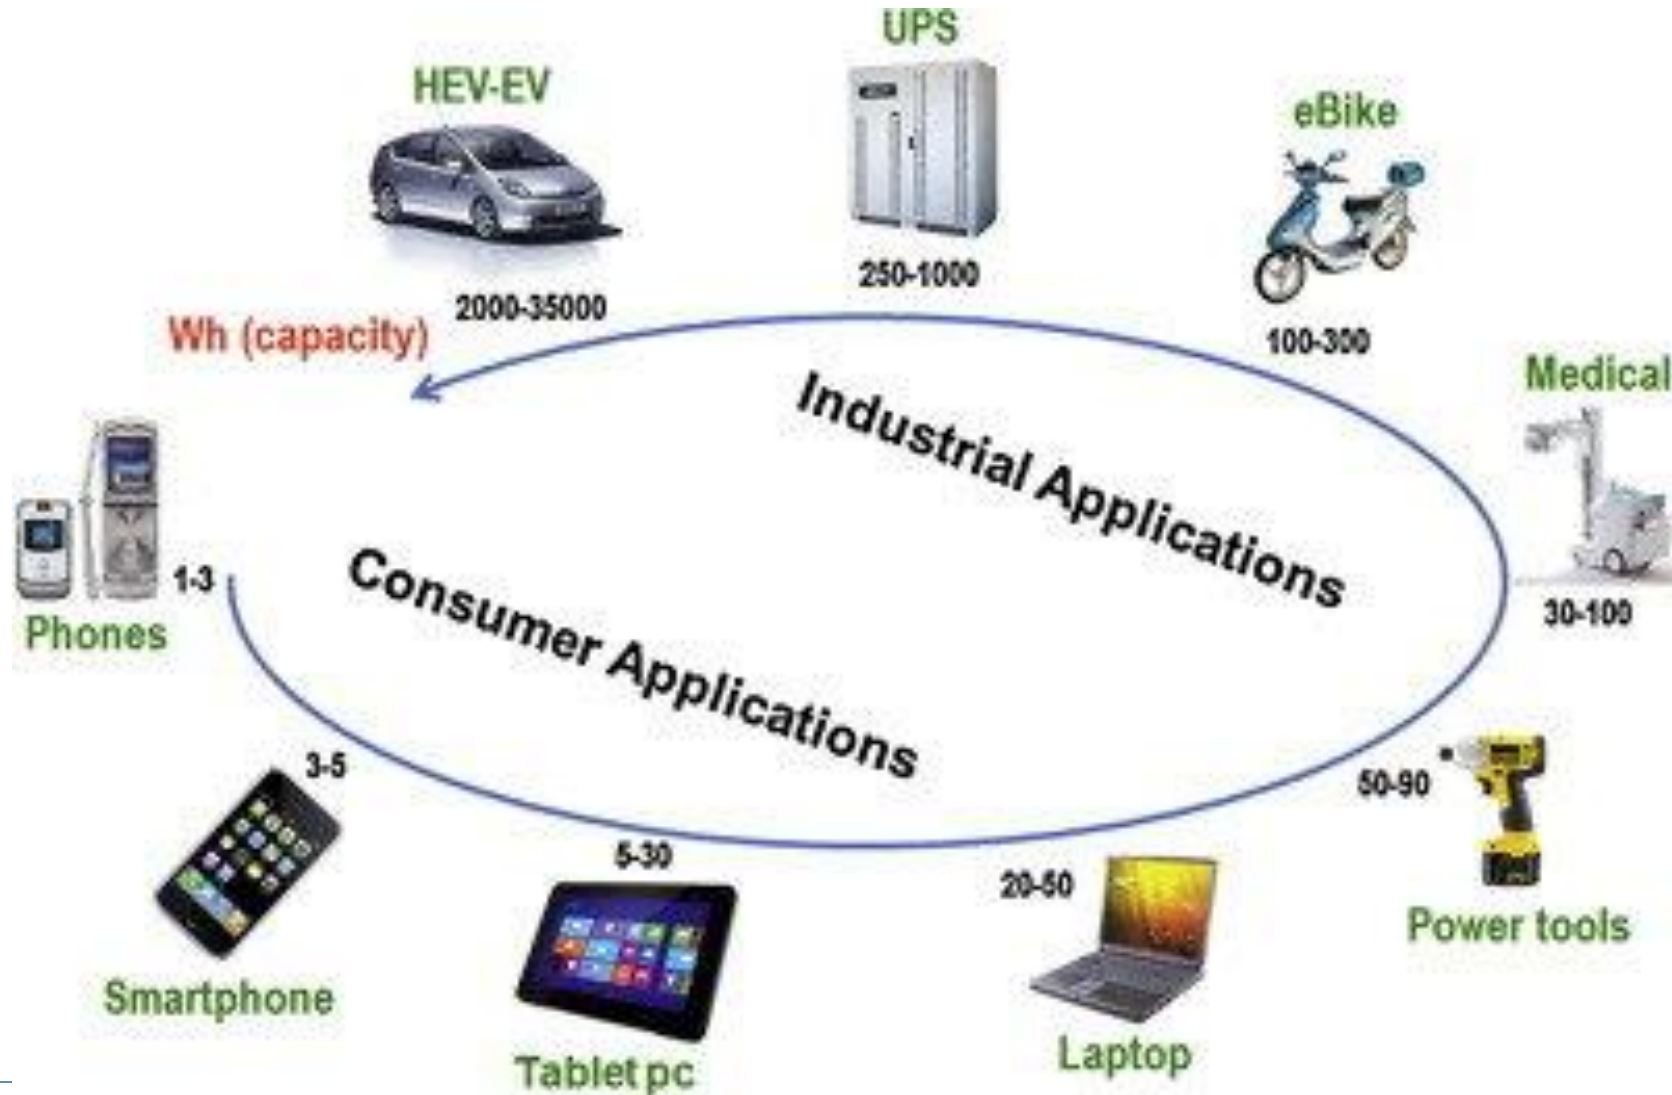 UPS
HEV-EV
eBike
250-1000
2000-35000
Wh (capacity)
100-300
Medical
Industrial Applications
1-3
Consumer Applications
30-100
Phones
3-5
50-90
5-30
20-50
Power tools
Smartphone
Laptop
Tablet pc